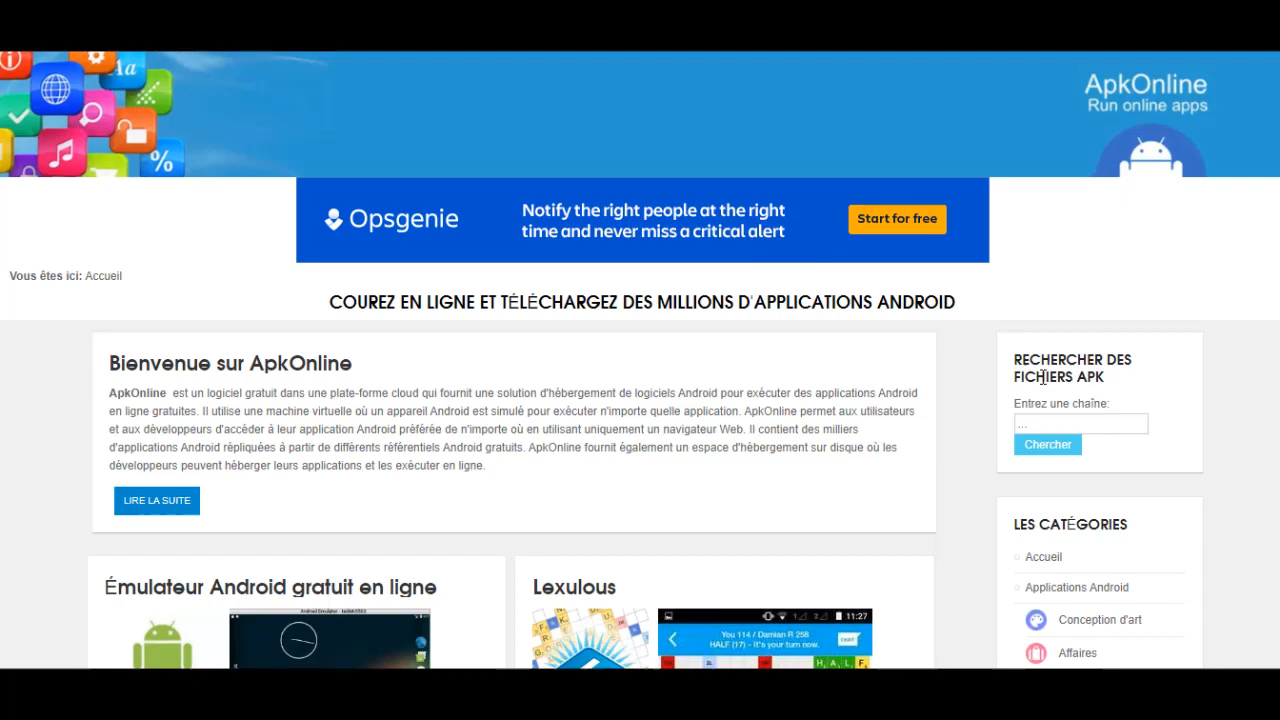 Aa
%
ApkOnline
Run online apps
Opsgenie
Notify the right people at the right
time and never miss a critical alert
Start for free
Vous êtes ici: Accueil
COUREZ EN LIGNE ET TÉLÉCHARGEZ DES MILLIONS D'APPLICATIONS ANDROID
Bienvenue sur ApkOnline
ApkOnline est un logiciel gratuit dans une plate-forme cloud qui fournit une solution d'hébergement de logiciels Android pour exécuter des applications Android
en ligne gratuites. Il utilise une machine virtuelle où un appareil Android est simulé pour exécuter n'importe quelle application. ApkOnline permet aux utilisateurs
et aux développeurs d'accéder à leur application Android préférée de n'importe où en utilisant uniquement un navigateur Web. Il contient des milliers
d'applications Android répliquées à partir de différents référentiels Android gratuits. ApkOnline fournit également un espace d'hébergement sur disque où les
développeurs peuvent héberger leurs applications et les exécuter en ligne.
LIRE LA SUITE
RECHERCHER DES
FICHIERS APK
Entrez une chaîne:
...
Chercher
LES CATÉGORIES
Accueil
Applications Android
Conception d'art
Affaires
Émulateur Android gratuit en ligne
Lexulous
11:27
You 114 / Damian R 258
HALF (17) - It's your turn now.
CHAT
H A L F